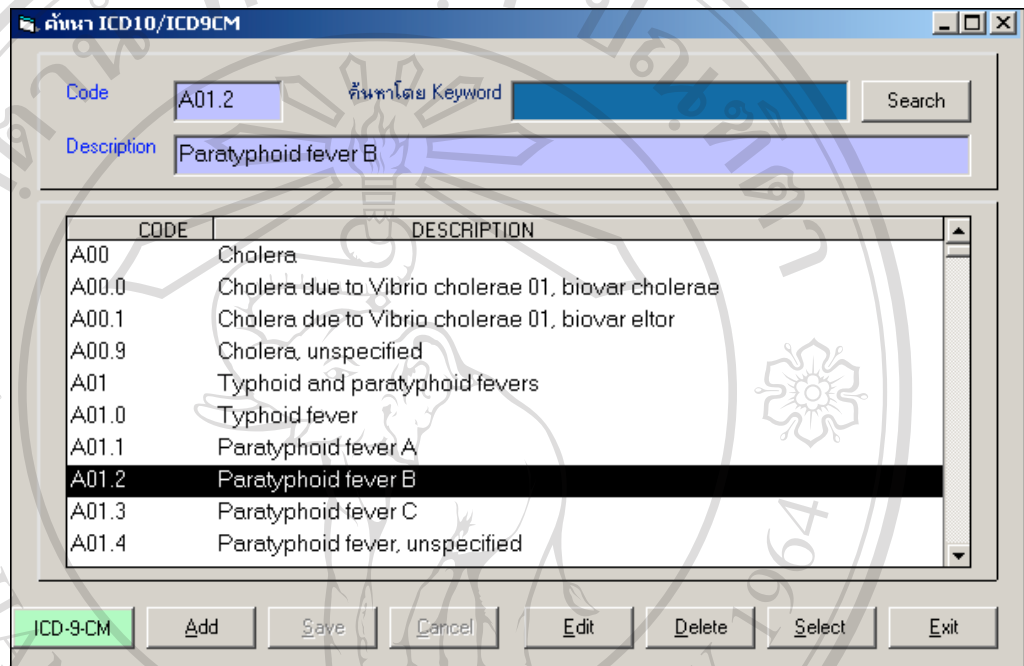 ค้นหา ICD10/ICD9CM
Code A01.2 ค้นหาโดย Keyword Search
Description Paratyphoid fever B
CODE DESCRIPTION
A00 Cholera
A00.0 Cholera due to Vibrio cholerae 01, biovar cholerae
A00.1 Cholera due to Vibrio cholerae 01, biovar eltor
A00.9 Cholera, unspecified
A01 Typhoid and paratyphoid fevers
A01.0 Typhoid fever
A01.1 Paratyphoid fever A
A01.2 Paratyphoid fever B
A01.3 Paratyphoid fever C
A01.4 Paratyphoid fever, unspecified
1964
ICD-9-CM Add Save Cancel Edit Delete Select Exit